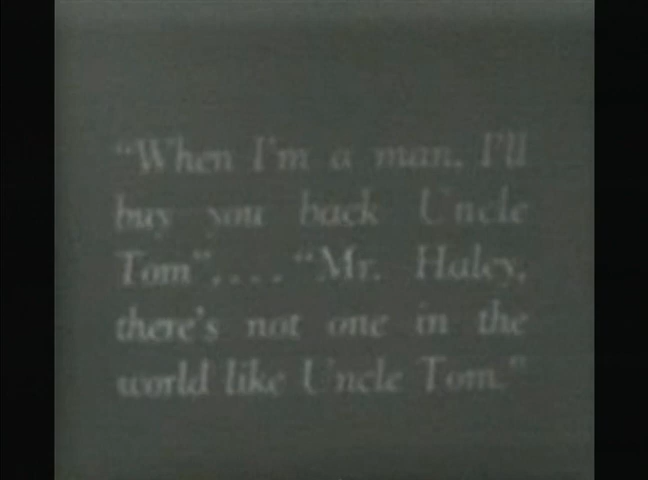 "When I'm a man, I'll
buy you back Uncle
Tom",.... "Mr. Haley,
there's not one in the
world like Uncle Tom."